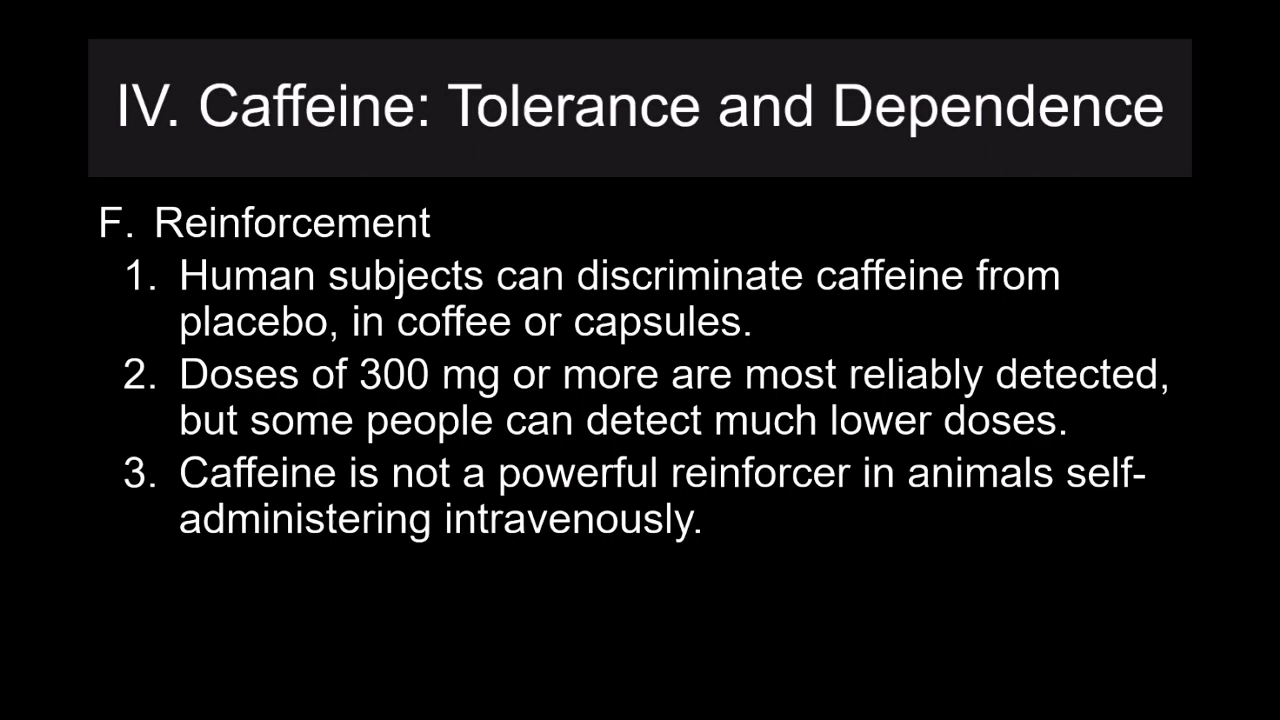 IV. Caffeine: Tolerance and Dependence
F. Reinforcement
1. Human subjects can discriminate caffeine from
placebo, in coffee or capsules.
2. Doses of 300 mg or more are most reliably detected,
but some people can detect much lower doses.
3. Caffeine is not a powerful reinforcer in animals self-
administering intravenously.